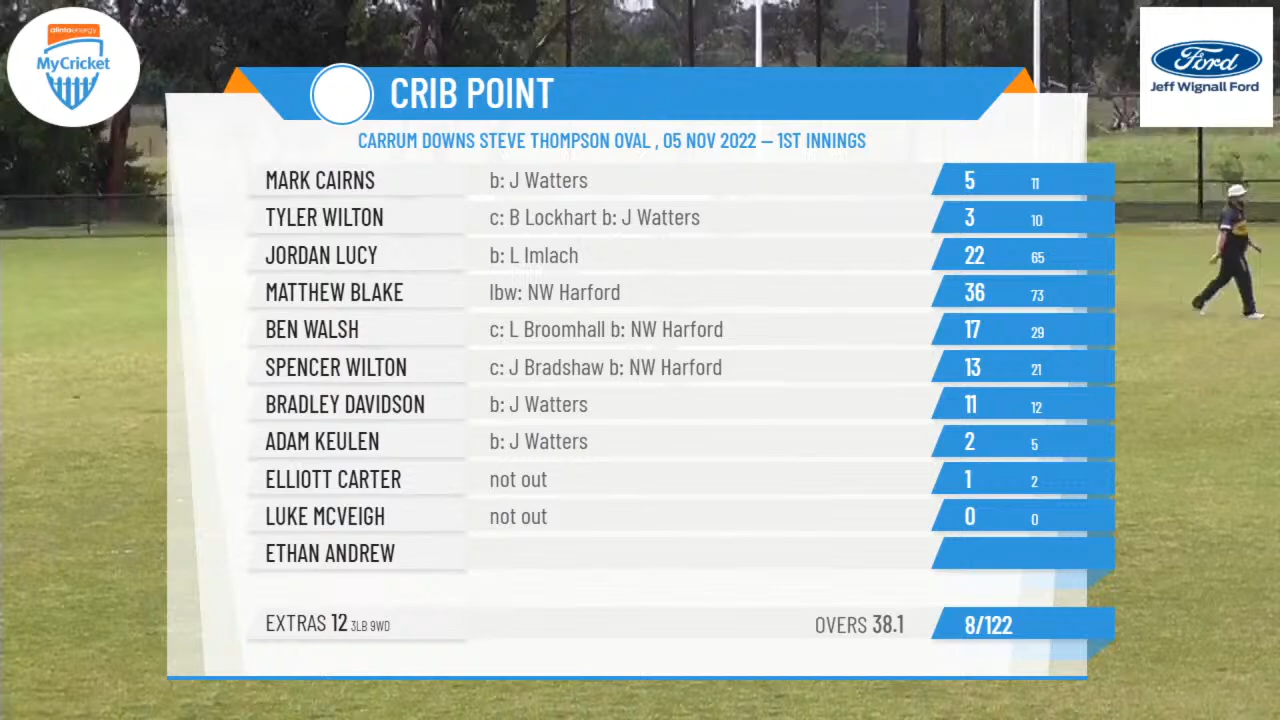 alintaenergy
MyCricket
Ford
Jeff Wignall Ford
CRIB POINT
CARRUM DOWNS STEVE THOMPSON OVAL , 05 NOV 2022 – 1ST INNINGS
MARK CAIRNS b: J Watters 5 11
TYLER WILTON c: B Lockhart b: J Watters 3 10
JORDAN LUCY b: L Imlach 22 65
MATTHEW BLAKE lbw: NW Harford 36 73
BEN WALSH c: L Broomhall b: NW Harford 17 29
SPENCER WILTON c: J Bradshaw b: NW Harford 13 21
BRADLEY DAVIDSON b: J Watters 11 12
ADAM KEULEN b: J Watters 2 5
ELLIOTT CARTER not out 1 2
LUKE MCVEIGH not out 0 0
ETHAN ANDREW
EXTRAS 12 3LB 9WD OVERS 38.1 8/122